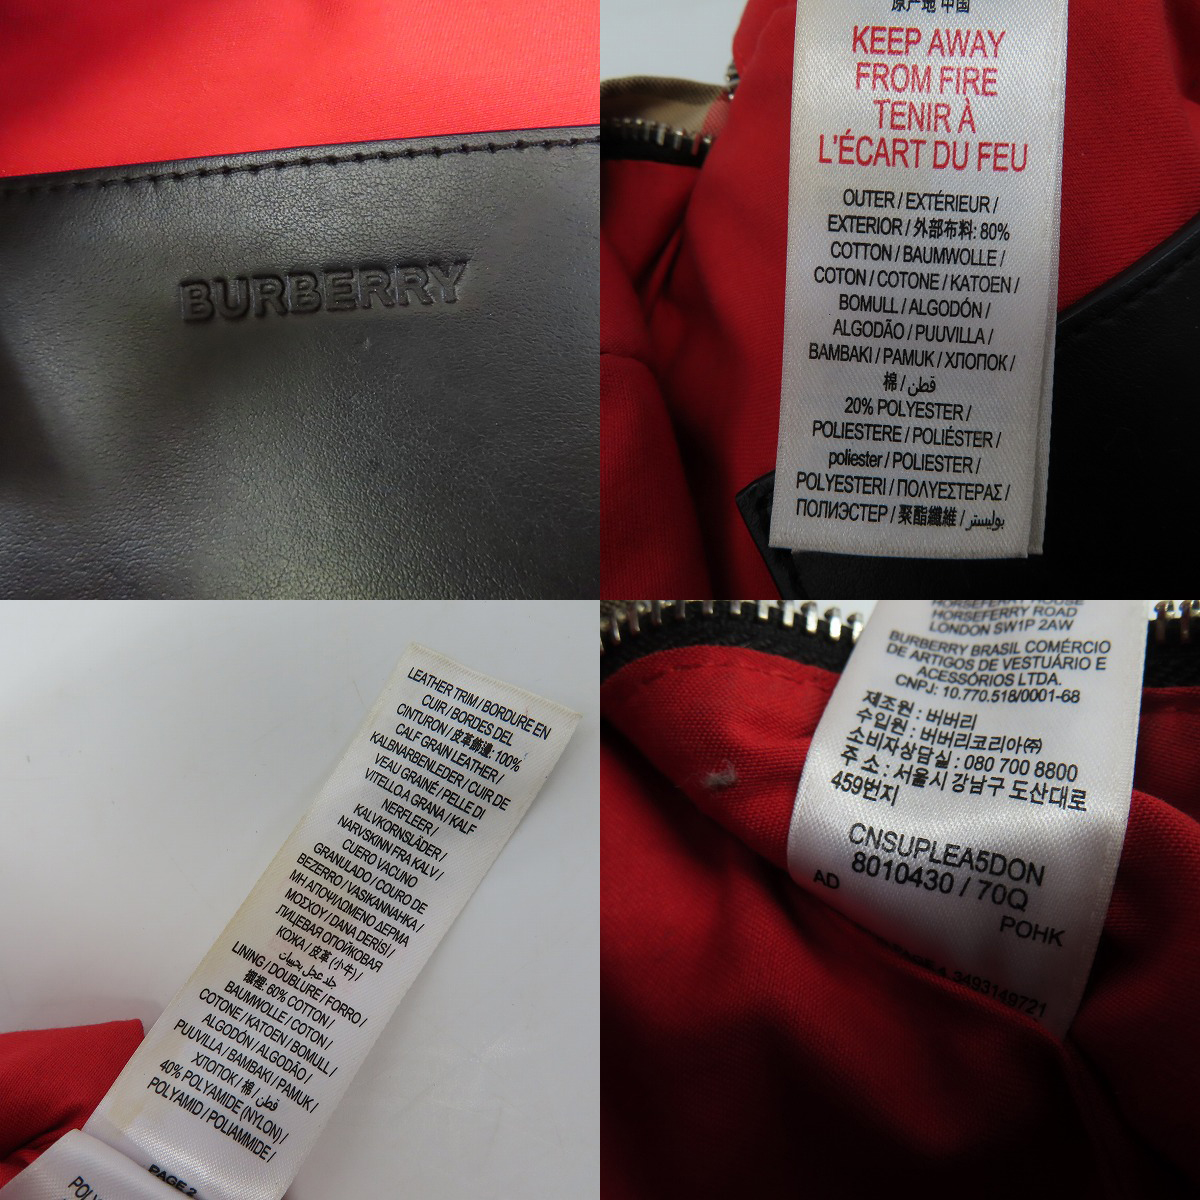 BURBERRY
原产地 中国
KEEP AWAY
FROM FIRE
TENIR À
L'ÉCART DU FEU
OUTER / EXTÉRIEUR /
EXTERIOR / 外部布料: 80%
COTTON / BAUMWOLLE /
COTON / COTONE / KATOEN /
BOMULL / ALGODÓN /
ALGODÃO / PUUVILLA /
BAMBAKI / PAMUK / ХЛОПОК /
棉 / قطن
20% POLYESTER /
POLIESTERE / POLIÉSTER /
poliester / POLIESTER /
POLYESTERI / ΠΟΛΥΕΣΤΕΡΑΣ /
ПОЛИЭСТЕР / 聚酯纖維 / بوليستر
LEATHER TRIM / BORDURE EN
CUIR / BORDES DEL
CINTURON / 皮革飾邊: 100%
CALF GRAIN LEATHER /
KALBNARBENLEDER / CUIR DE
VEAU GRAINE / PELLE DI
VITELLO.A GRANA / KALF
NERFLEER /
KALVKORNSLÄDER /
NARVSKINN FRA KALV /
CUERO VACUNO
GRANULADO / COURO DE
BEZERRO / VASIKANNAHKA /
ΜΗ ΑΠΟΨΙΛΩΜΕΝΟ ΔΕΡΜΑ
ΜΟΣΧΟΥ / DANA DERISI /
ЛИЦЕВАЯ ОПОЙКОВАЯ
КОЖА / 皮革 (小牛) /
جلد عجل بحبيبات
LINING / DOUBLURE / FORRO /
襯裡: 60% COTTON /
BAUMWOLLE / COTON /
COTONE / KATOEN / BOMULL /
ALGODÓN / ALGODÃO /
PUUVILLA / BAMBAKI / PAMUK /
ХЛОПОК / 棉 / قطن /
40% POLYAMIDE (NYLON) /
POLYAMID / POLIAMMIDE /
PAGE 2
HORSEFERRY HOUSE
HORSEFERRY ROAD
LONDON SW1P 2AW
BURBERRY BRASIL COMÉRCIO
DE ARTIGOS DE VESTUÁRIO E
ACESSÓRIOS LTDA.
CNPJ: 10.770.518/0001-68
제조원 : 버버리
수입원 : 버버리코리아㈜
소비자상담실 : 080 700 8800
주 소 : 서울시 강남구 도산대로
459번지
CNSUPLEA5DON
8010430 / 70Q
AD
POHK
3493149721